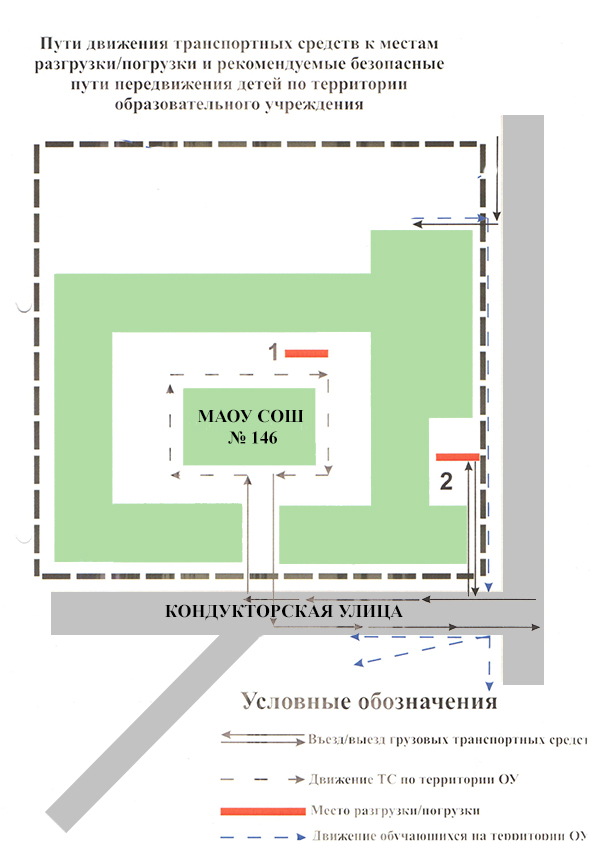 Пути движения транспортных средств к местам
разгрузки/погрузки и рекомендуемые безопасные
пути передвижения детей по территории
образовательного учреждения
1
МАОУ СОШ
№ 146
2
КОНДУКТОРСКАЯ УЛИЦА
Условные обозначения
Въезд/выезд грузовых транспортных средст
Движение ТС по территории ОУ
Место разгрузки/погрузки
Движение обучающихся на территории ОУ